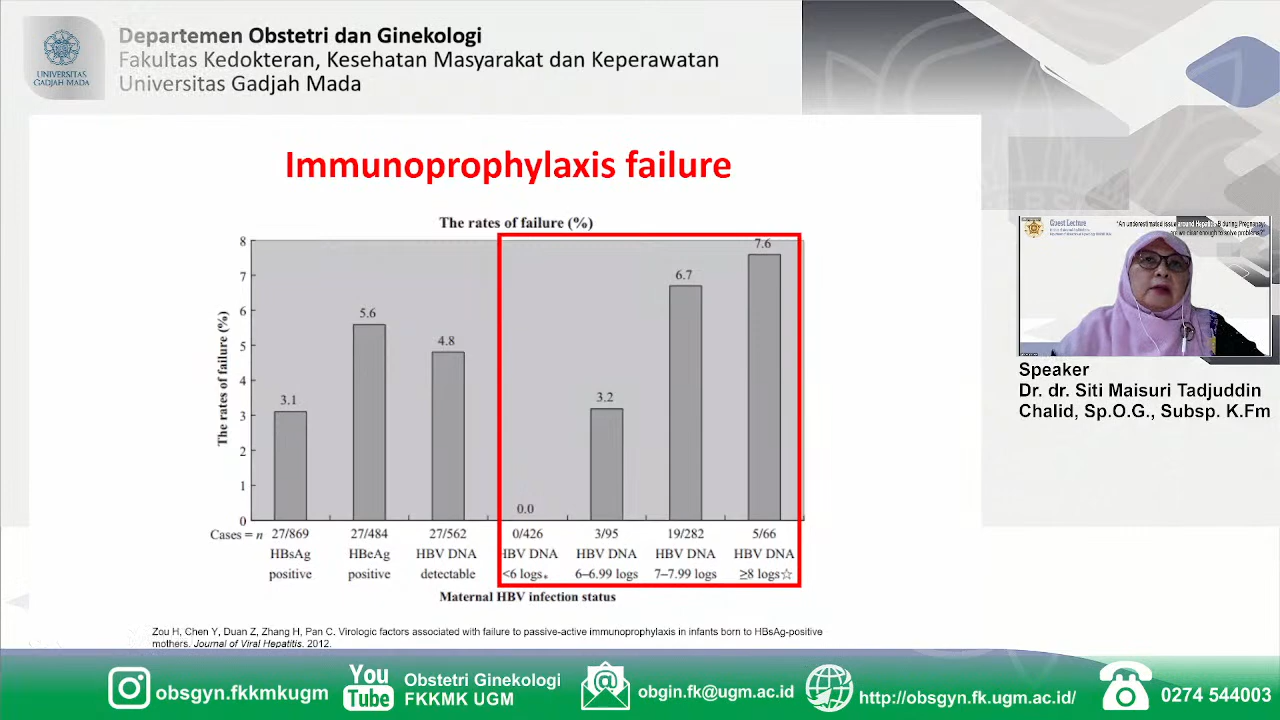 UNIVERSITAS
GADJAH MADA
Departemen Obstetri dan Ginekologi
Fakultas Kedokteran, Kesehatan Masyarakat dan Keperawatan
Universitas Gadjah Mada
Immunoprophylaxis failure
The rates of failure (%)
The rates of failure (%)
8
7
6
5
4
3
2
1
0
3.1
5.6
4.8
0.0
3.2
6.7
7.6
Cases = n 27/869 27/484 27/562 0/426 3/95 19/282 5/66
HBsAg HBeAg HBV DNA HBV DNA HBV DNA HBV DNA HBV DNA
positive positive detectable <6 logs* 6–6.99 logs 7–7.99 logs ≥8 logs☆
Maternal HBV infection status
Zou H, Chen Y, Duan Z, Zhang H, Pan C. Virologic factors associated with failure to passive-active immunoprophylaxis in infants born to HBsAg-positive
mothers. Journal of Viral Hepatitis. 2012.
Guest Lecture
"An underestimated issue around Hepatitis B during Pregnancy
Speaker
Dr. dr. Siti Maisuri Tadjuddin
Chalid, Sp.O.G., Subsp. K.Fm
obsgyn.fkkmkugm
You
Tube
Obstetri Ginekologi
FKKMK UGM
obgin.fk@ugm.ac.id
http://obsgyn.fk.ugm.ac.id/
0274 544003